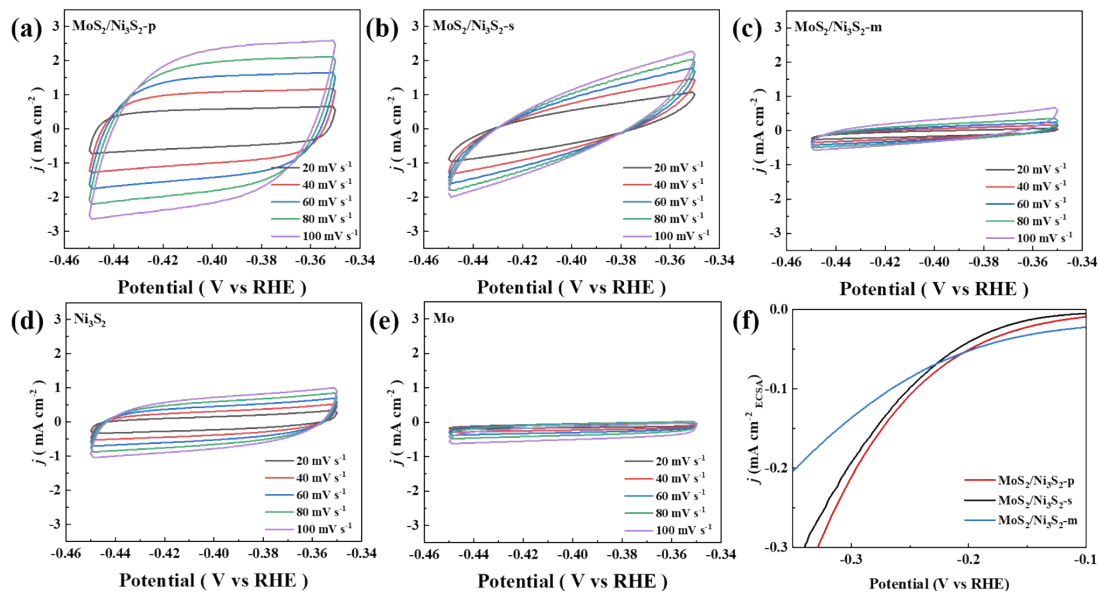 (a)
MoS₂/Ni₃S₂-p
3
2
1
0
-1
-2
-3
j (mA cm⁻²)
20 mV s⁻¹
40 mV s⁻¹
60 mV s⁻¹
80 mV s⁻¹
100 mV s⁻¹
-0.46 -0.44 -0.42 -0.40 -0.38 -0.36 -0.34
Potential ( V vs RHE )
(b)
MoS₂/Ni₃S₂-s
3
2
1
0
-1
-2
-3
j (mA cm⁻²)
20 mV s⁻¹
40 mV s⁻¹
60 mV s⁻¹
80 mV s⁻¹
100 mV s⁻¹
-0.46 -0.44 -0.42 -0.40 -0.38 -0.36 -0.34
Potential ( V vs RHE )
(c)
MoS₂/Ni₃S₂-m
3
2
1
0
-1
-2
-3
j (mA cm⁻²)
20 mV s⁻¹
40 mV s⁻¹
60 mV s⁻¹
80 mV s⁻¹
100 mV s⁻¹
-0.46 -0.44 -0.42 -0.40 -0.38 -0.36 -0.34
Potential ( V vs RHE )
(d)
Ni₃S₂
3
2
1
0
-1
-2
-3
j (mA cm⁻²)
20 mV s⁻¹
40 mV s⁻¹
60 mV s⁻¹
80 mV s⁻¹
100 mV s⁻¹
-0.46 -0.44 -0.42 -0.40 -0.38 -0.36 -0.34
Potential ( V vs RHE )
(e)
Mo
3
2
1
0
-1
-2
-3
j (mA cm⁻²)
20 mV s⁻¹
40 mV s⁻¹
60 mV s⁻¹
80 mV s⁻¹
100 mV s⁻¹
-0.46 -0.44 -0.42 -0.40 -0.38 -0.36 -0.34
Potential ( V vs RHE )
(f)
0.0
-0.1
-0.2
-0.3
j (mA cm⁻² ECSA)
MoS₂/Ni₃S₂-p
MoS₂/Ni₃S₂-s
MoS₂/Ni₃S₂-m
-0.3 -0.2 -0.1
Potential (V vs RHE)